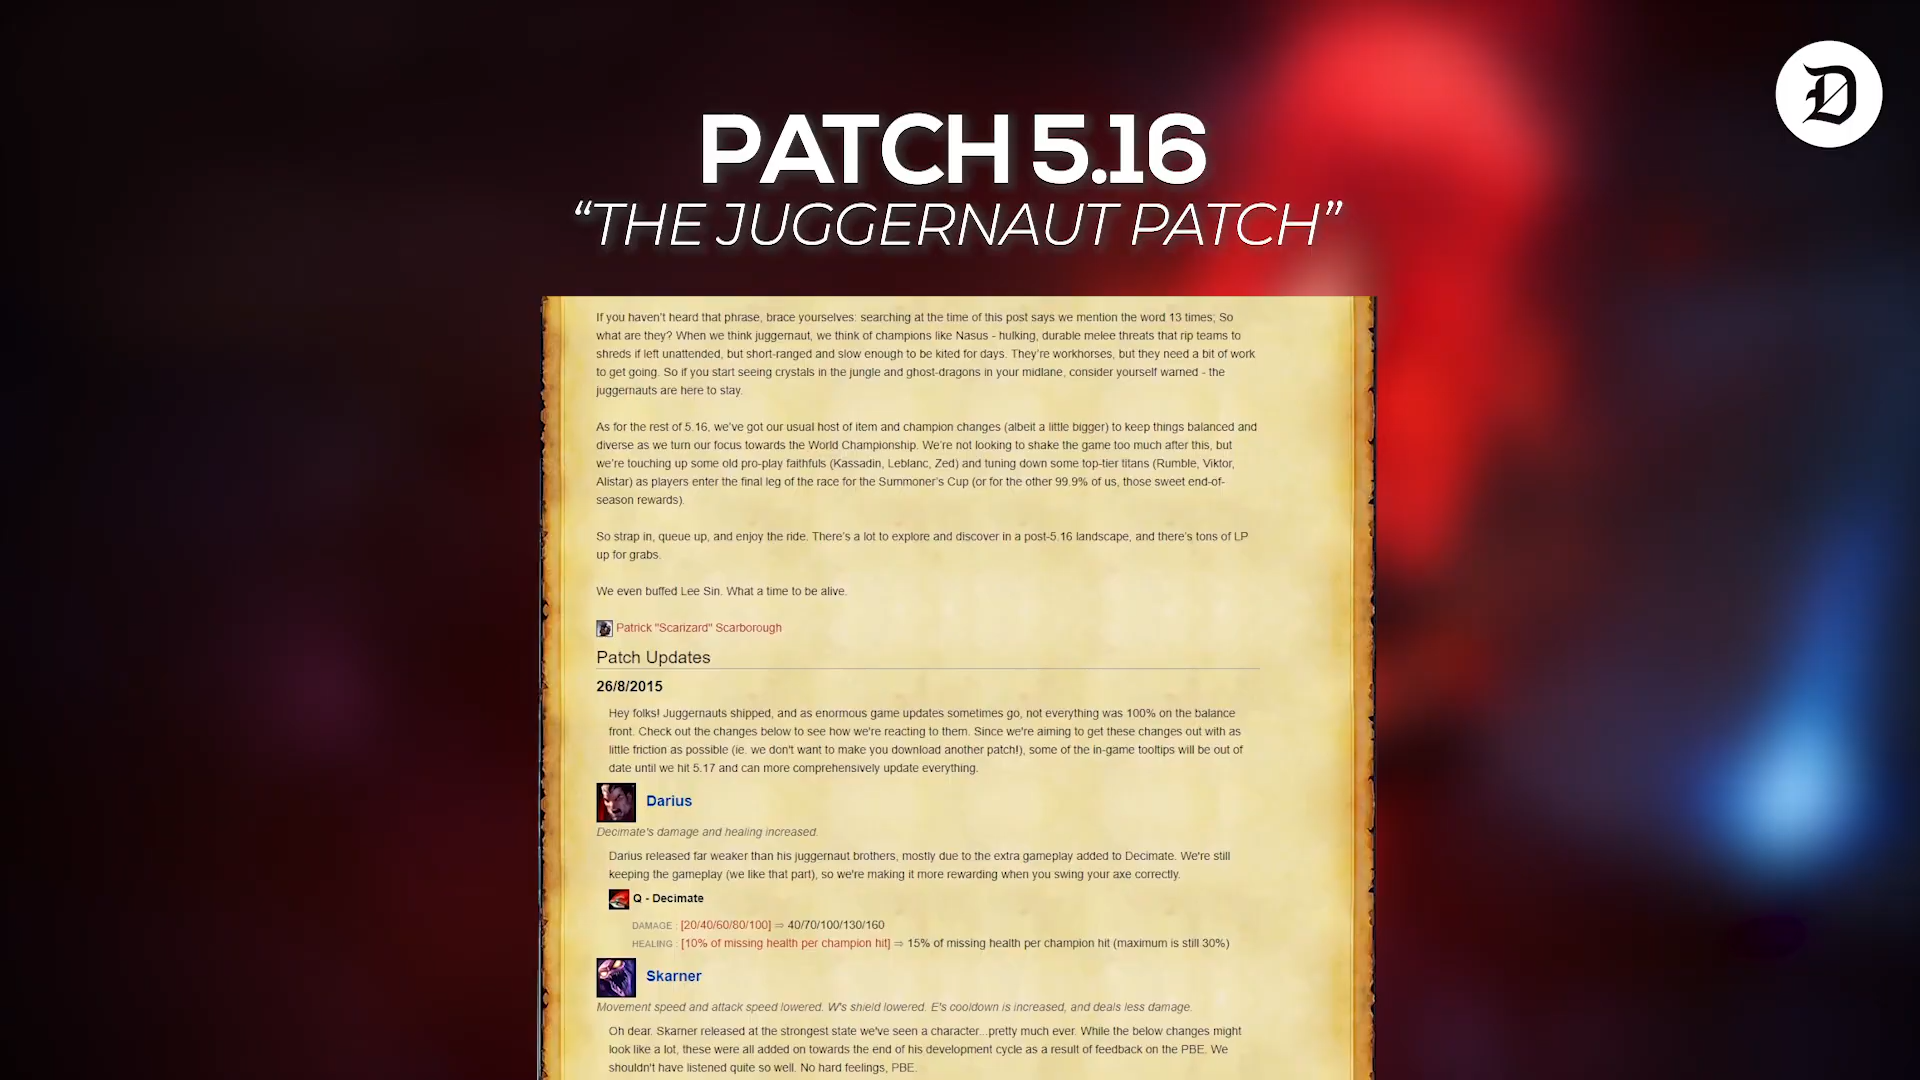 PATCH 5.16
“THE JUGGERNAUT PATCH”
If you haven't heard that phrase, brace yourselves: searching at the time of this post says we mention the word 13 times; So
what are they? When we think juggernaut, we think of champions like Nasus - hulking, durable melee threats that rip teams to
shreds if left unattended, but short-ranged and slow enough to be kited for days. They're workhorses, but they need a bit of work
to get going. So if you start seeing crystals in the jungle and ghost-dragons in your midlane, consider yourself warned - the
juggernauts are here to stay.
As for the rest of 5.16, we've got our usual host of item and champion changes (albeit a little bigger) to keep things balanced and
diverse as we turn our focus towards the World Championship. We're not looking to shake the game too much after this, but
we're touching up some old pro-play faithfuls (Kassadin, Leblanc, Zed) and tuning down some top-tier titans (Rumble, Viktor,
Alistar) as players enter the final leg of the race for the Summoner's Cup (or for the other 99.9% of us, those sweet end-of-
season rewards).
So strap in, queue up, and enjoy the ride. There's a lot to explore and discover in a post-5.16 landscape, and there's tons of LP
up for grabs.
We even buffed Lee Sin. What a time to be alive.
Patrick "Scarizard" Scarborough
Patch Updates
26/8/2015
Hey folks! Juggernauts shipped, and as enormous game updates sometimes go, not everything was 100% on the balance
front. Check out the changes below to see how we're reacting to them. Since we're aiming to get these changes out with as
little friction as possible (ie. we don't want to make you download another patch!), some of the in-game tooltips will be out of
date until we hit 5.17 and can more comprehensively update everything.
Darius
Decimate's damage and healing increased.
Darius released far weaker than his juggernaut brothers, mostly due to the extra gameplay added to Decimate. We're still
keeping the gameplay (we like that part), so we're making it more rewarding when you swing your axe correctly.
Q - Decimate
DAMAGE : [20/40/60/80/100] ⇒ 40/70/100/130/160
HEALING : [10% of missing health per champion hit] ⇒ 15% of missing health per champion hit (maximum is still 30%)
Skarner
Movement speed and attack speed lowered. W's shield lowered. E's cooldown is increased, and deals less damage.
Oh dear. Skarner released at the strongest state we've seen a character...pretty much ever. While the below changes might
look like a lot, these were all added on towards the end of his development cycle as a result of feedback on the PBE. We
shouldn't have listened quite so well. No hard feelings, PBE.
D